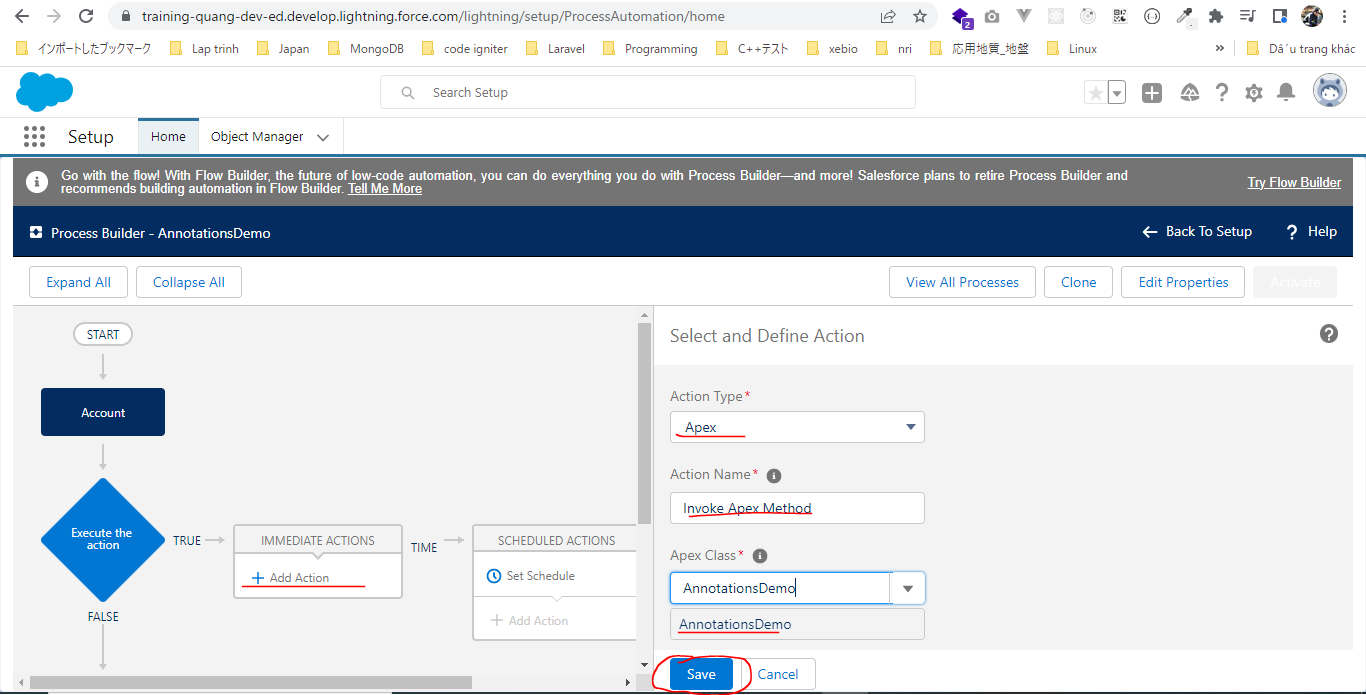 training-quang-dev-ed.develop.lightning.force.com/lightning/setup/ProcessAutomation/home
2
インポートしたブックマーク Lap trinh Japan MongoDB code igniter Laravel Programming C++テスト xebio nri 応用地質_地盤 Linux » Dấu trang khác
Search Setup
Setup Home Object Manager
Go with the flow! With Flow Builder, the future of low-code automation, you can do everything you do with Process Builder—and more! Salesforce plans to retire Process Builder and
recommends building automation in Flow Builder. Tell Me More
Try Flow Builder
Process Builder - AnnotationsDemo
Back To Setup ? Help
Expand All Collapse All View All Processes Clone Edit Properties Activate
START
Account
Execute the
action
TRUE
IMMEDIATE ACTIONS
+ Add Action
TIME
SCHEDULED ACTIONS
Set Schedule
+ Add Action
FALSE
Select and Define Action
Action Type*
Apex
Action Name*
Invoke Apex Method
Apex Class*
AnnotationsDemo
AnnotationsDemo
Save Cancel